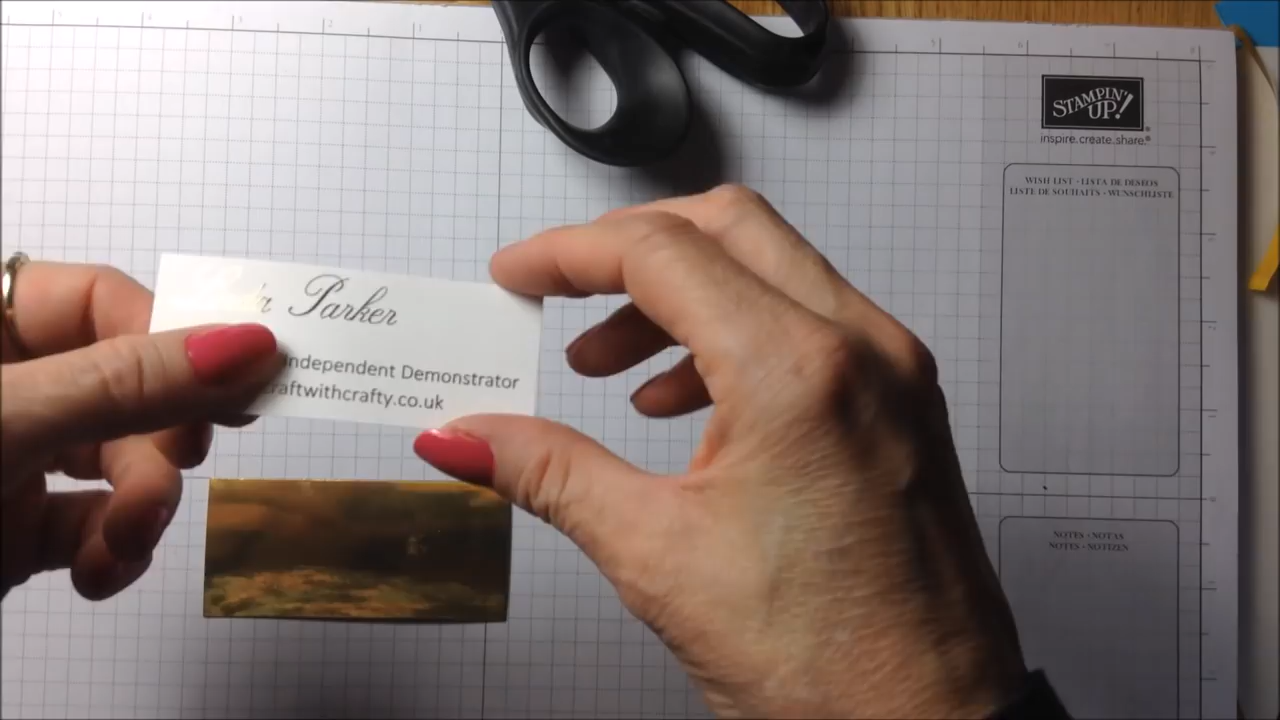 STAMPIN' UP!
inspire.create.share.®
WISH LIST • LISTA DE DESEOS
LISTE DE SOUHAITS • WUNSCHLISTE
Parker
Independent Demonstrator
craftwithcrafty.co.uk
NOTES • NOTAS
NOTES • NOTIZEN